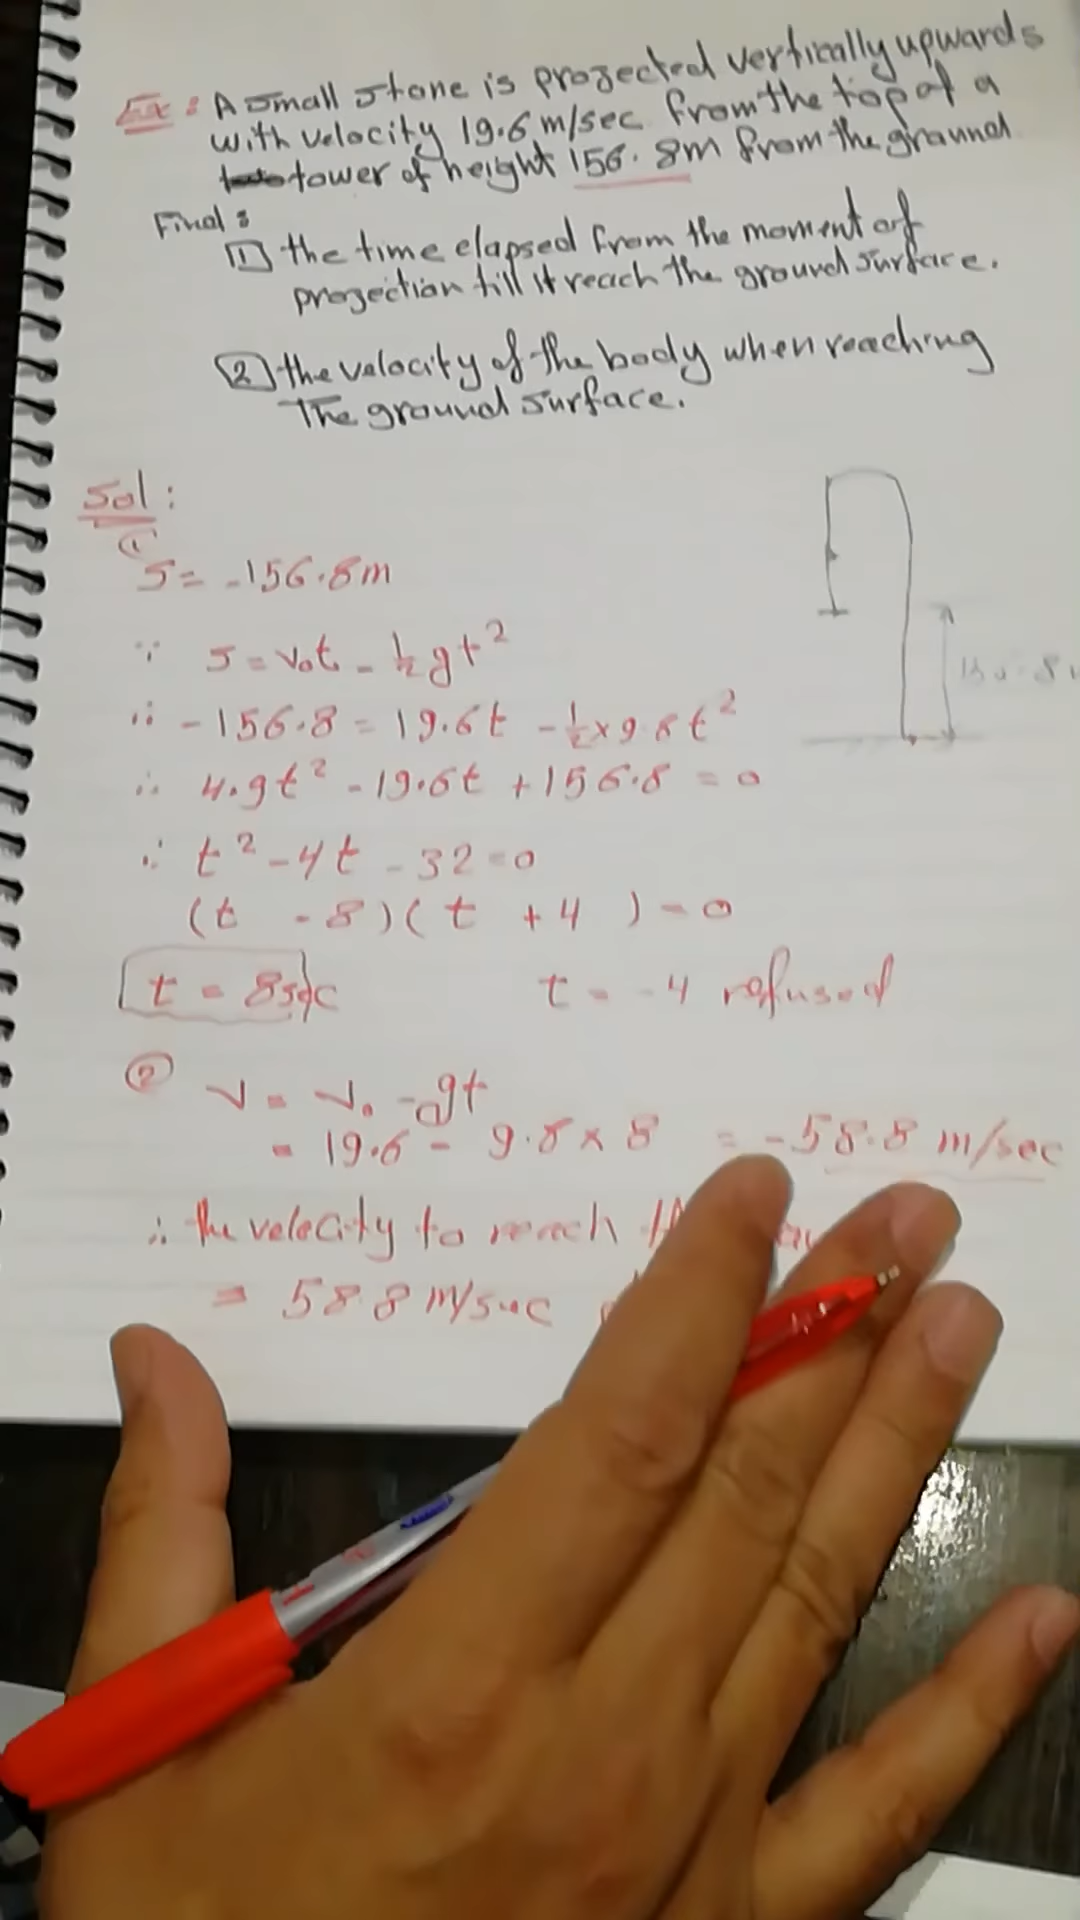 Ex: A small stone is projected vertically upwards
with velocity 19.6 m/sec from the top of a
tower of height 156.8m from the ground
Find:
1 the time elapsed from the moment of
projection till it reach the ground surface.
2 the velocity of the body when reaching
The ground surface.
Sol:
1
S = -156.8m
∵ S = V₀t - ½gt²
∴ -156.8 = 19.6t - ½×9.8t²
∴ 4.9t² - 19.6t + 156.8 = 0
∴ t² - 4t - 32 = 0
(t - 8)(t + 4) = 0
t = 8sec t = -4 refused
2 V = V₀ - gt
= 19.6 - 9.8 × 8 = -58.8 m/sec
∴ the velocity to reach
= 58.8 m/sec